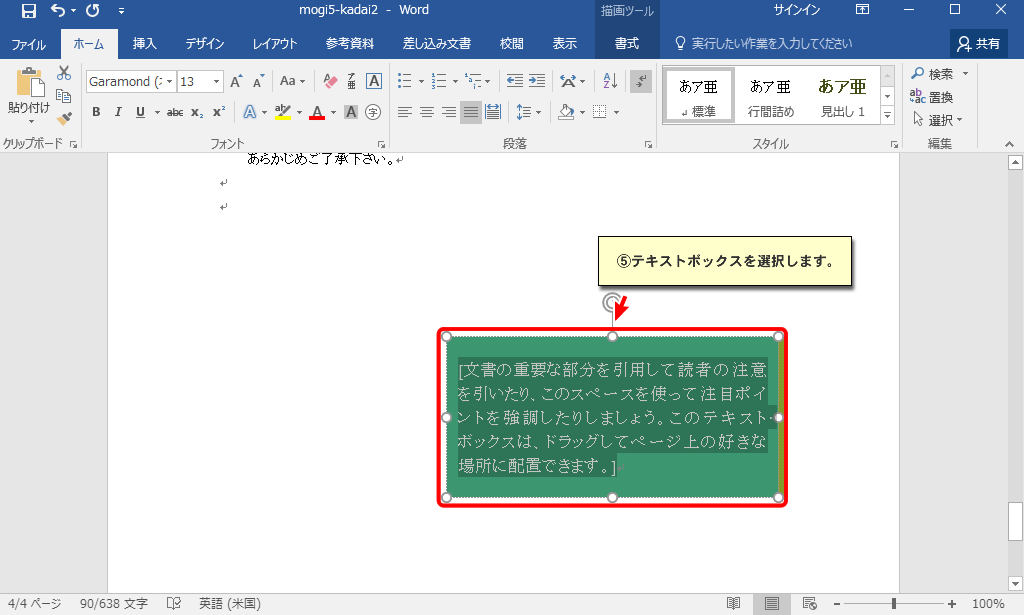 mogi5-kadai2 - Word
描画ツール
サインイン
ファイル ホーム 挿入 デザイン レイアウト 参考資料 差し込み文書 校閲 表示 書式 実行したい作業を入力してください 共有
Garamond (
13
Aa
A
貼り付け
B I U abc x₂ x² A ab A A 字
あア亜
↲標準
あア亜
行間詰め
あア亜
見出し 1
検索
置換
選択
クリップボード フォント 段落 スタイル 編集
あらかじめご了承下さい。↵
↵
↵
⑤テキストボックスを選択します。
[文書の重要な部分を引用して読者の注意
を引いたり、このスペースを使って注目ポイ
ントを強調したりしましょう。このテキスト
ボックスは、ドラッグしてページ上の好きな
場所に配置できます。]
4/4 ページ 90/638 文字 英語 (米国) 100%